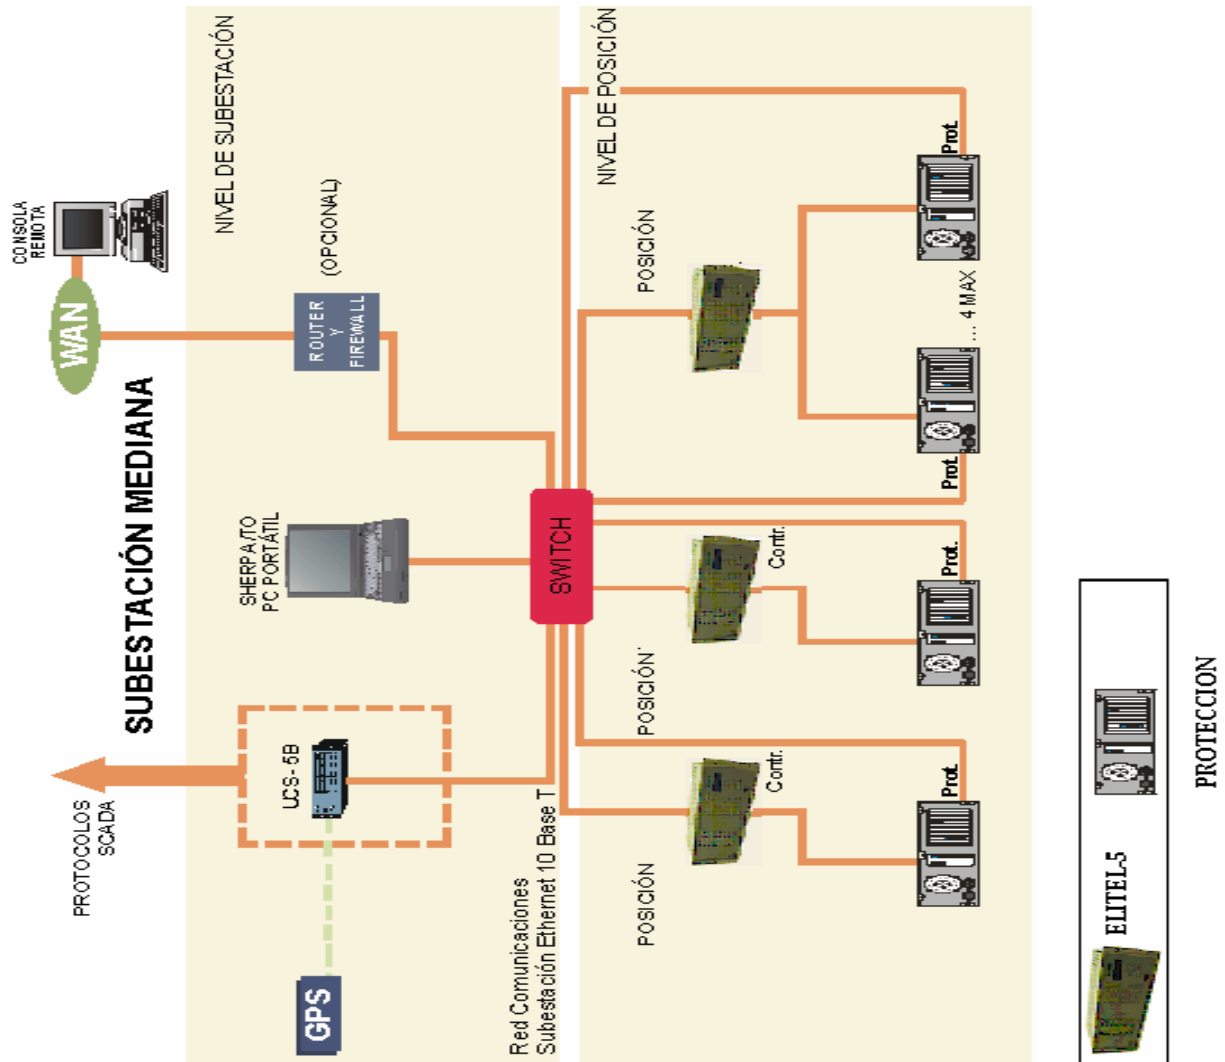 SUBESTACIÓN MEDIANA
PROTOCOLOS
SCADA
WAN
CONSOLA
REMOTA
NIVEL DE SUBESTACIÓN
GPS
UCS-5B
SHERPA/TO
PC PORTÁTIL
ROUTER
Y
FIREWALL
(OPCIONAL)
Red Comunicaciones
Subestación Ethernet 10 Base T
SWITCH
NIVEL DE POSICIÓN
POSICIÓN
Contr.
Prot.
POSICIÓN'
Contr.
Prot.
POSICIÓN
Prot.
... 4 MAX
Prot.
ELITEL-5
PROTECCION